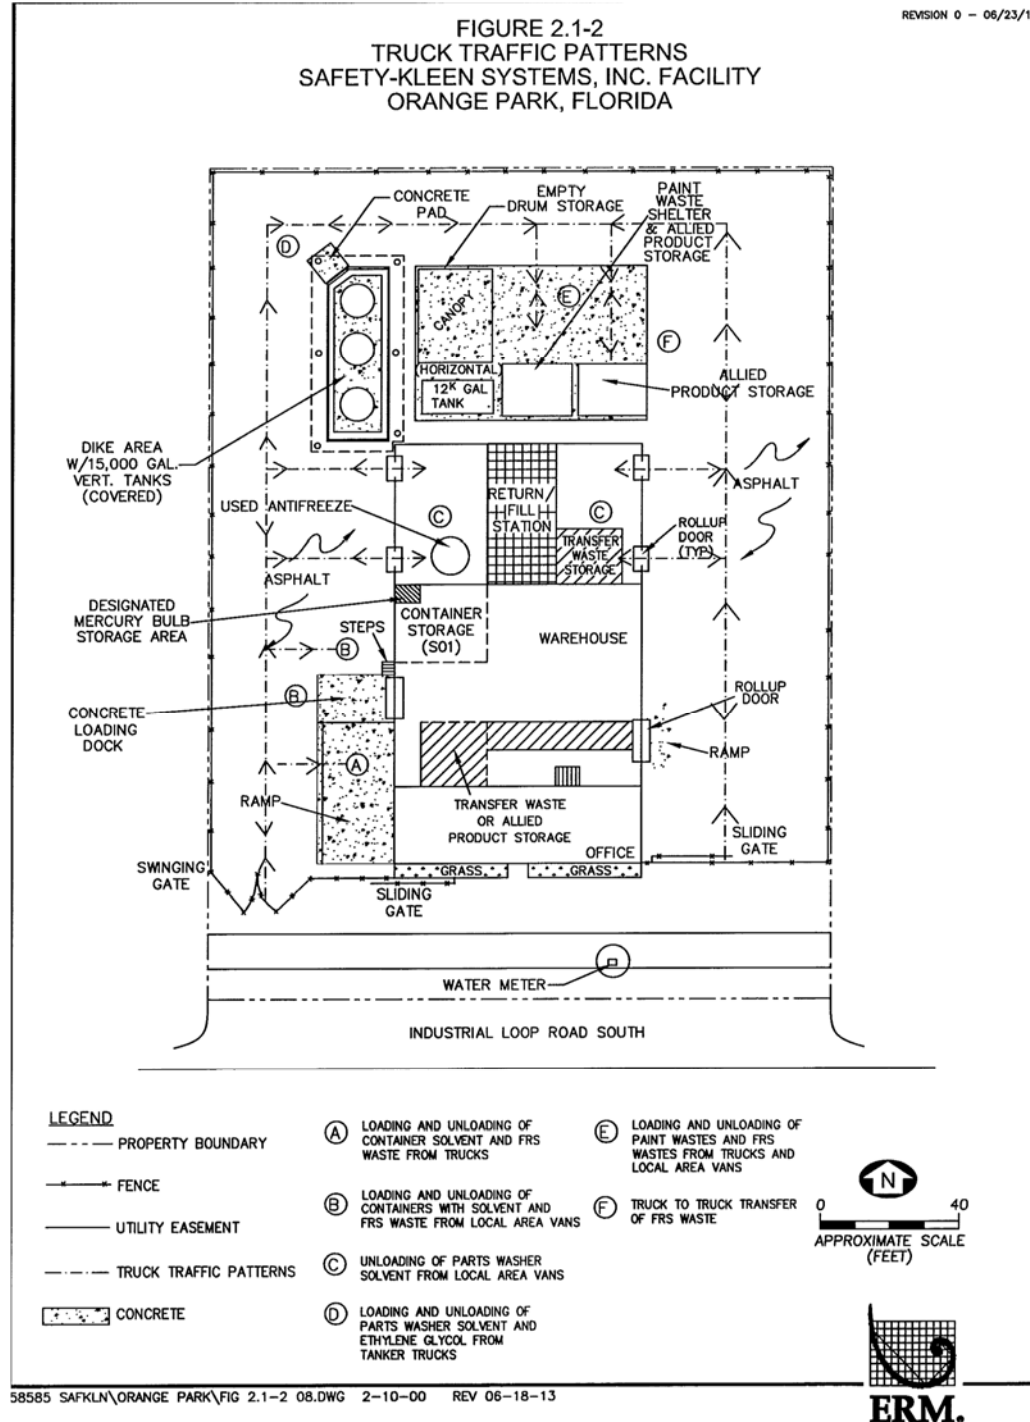 REVISION 0 – 06/23/1
FIGURE 2.1-2
TRUCK TRAFFIC PATTERNS
SAFETY-KLEEN SYSTEMS, INC. FACILITY
ORANGE PARK, FLORIDA
CONCRETE
PAD
EMPTY
DRUM STORAGE
PAINT
WASTE
SHELTER
& ALLIED
PRODUCT
STORAGE
D
E
F
CANOPY
(HORIZONTAL)
12K GAL
TANK
ALLIED
PRODUCT STORAGE
DIKE AREA
W/15,000 GAL.
VERT. TANKS
(COVERED)
ASPHALT
USED ANTIFREEZE
C
RETURN/
FILL
STATION
C
TRANSFER
WASTE
STORAGE
ROLLUP
DOOR
(TYP)
ASPHALT
DESIGNATED
MERCURY BULB
STORAGE AREA
CONTAINER
STORAGE
(S01)
STEPS
WAREHOUSE
B
B
CONCRETE
LOADING
DOCK
ROLLUP
DOOR
RAMP
A
RAMP
TRANSFER WASTE
OR ALLIED
PRODUCT STORAGE
OFFICE
SLIDING
GATE
SWINGING
GATE
GRASS
GRASS
SLIDING
GATE
WATER METER
INDUSTRIAL LOOP ROAD SOUTH
LEGEND
PROPERTY BOUNDARY
FENCE
UTILITY EASEMENT
TRUCK TRAFFIC PATTERNS
CONCRETE
A LOADING AND UNLOADING OF
CONTAINER SOLVENT AND FRS
WASTE FROM TRUCKS
B LOADING AND UNLOADING OF
CONTAINERS WITH SOLVENT AND
FRS WASTE FROM LOCAL AREA VANS
C UNLOADING OF PARTS WASHER
SOLVENT FROM LOCAL AREA VANS
D LOADING AND UNLOADING OF
PARTS WASHER SOLVENT AND
ETHYLENE GLYCOL FROM
TANKER TRUCKS
E LOADING AND UNLOADING OF
PAINT WASTES AND FRS
WASTES FROM TRUCKS AND
LOCAL AREA VANS
F TRUCK TO TRUCK TRANSFER
OF FRS WASTE
N
0 40
APPROXIMATE SCALE
(FEET)
58585 SAFKLN\ORANGE PARK\FIG 2.1-2 08.DWG 2-10-00 REV 06-18-13
ERM.